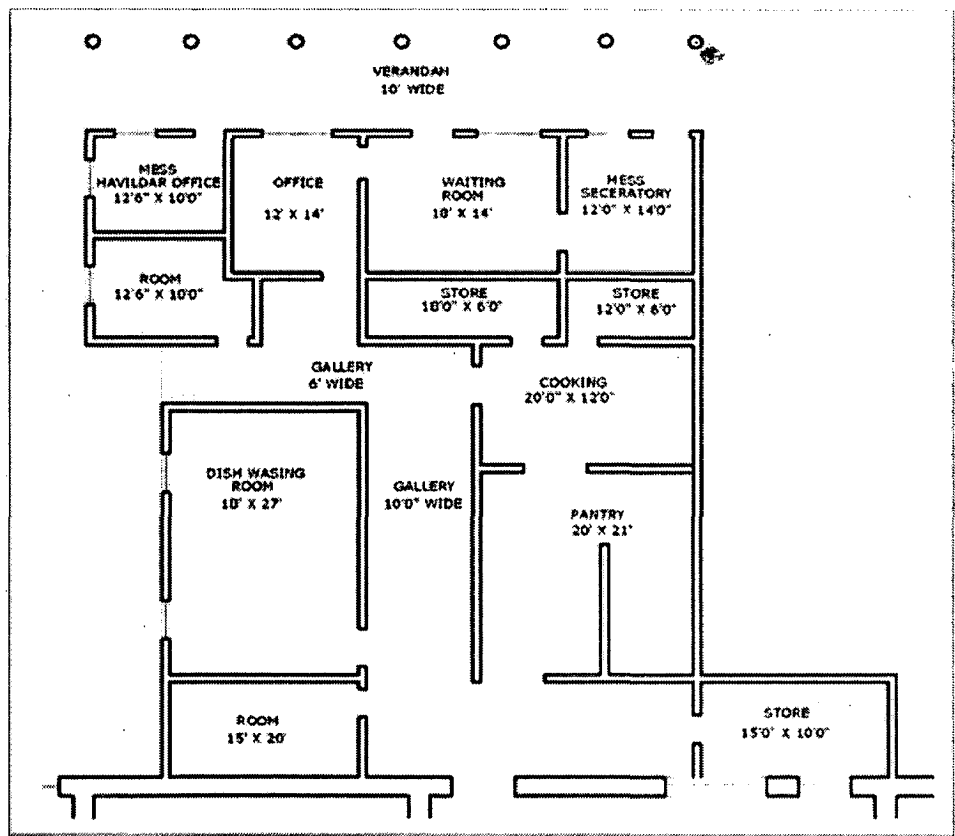 VERANDAH
10' WIDE
MESS
HAVILDAR OFFICE
12'6" X 10'0"
OFFICE
12' X 14'
WAITING
ROOM
18' X 14'
MESS
SECERATORY
12'0" X 14'0"
ROOM
12'6" X 10'0"
STORE
18'0" X 6'0"
STORE
12'0" X 6'0"
GALLERY
6' WIDE
COOKING
20'0" X 12'0"
DISH WASING
ROOM
18' X 27'
GALLERY
10'0" WIDE
PANTRY
20' X 21'
ROOM
15' X 20'
STORE
15'0" X 10'0"